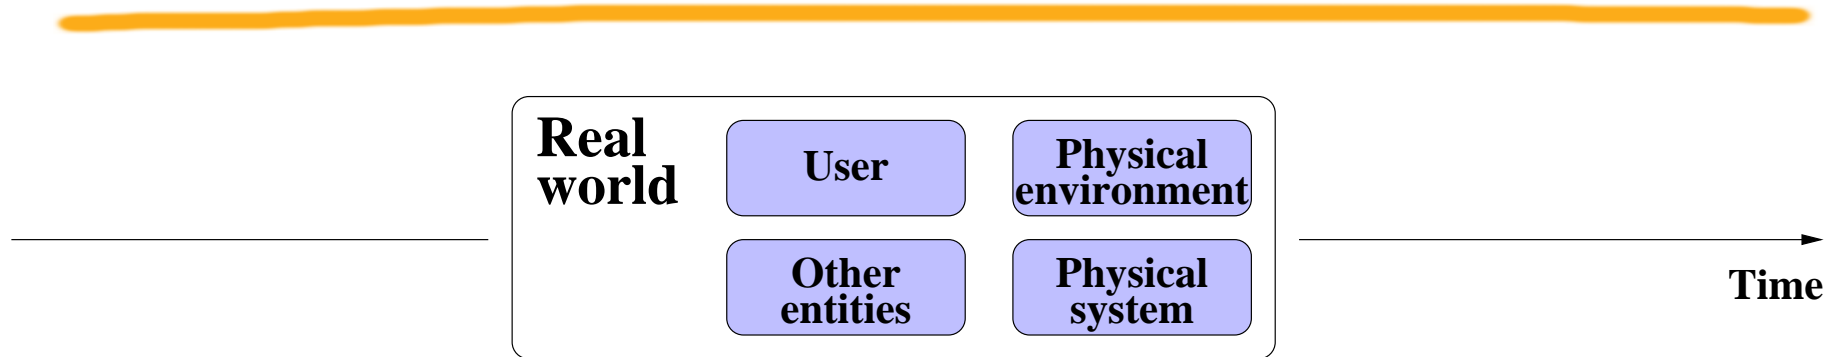 Real
world
User
Physical
environment
Other
entities
Physical
system
Time